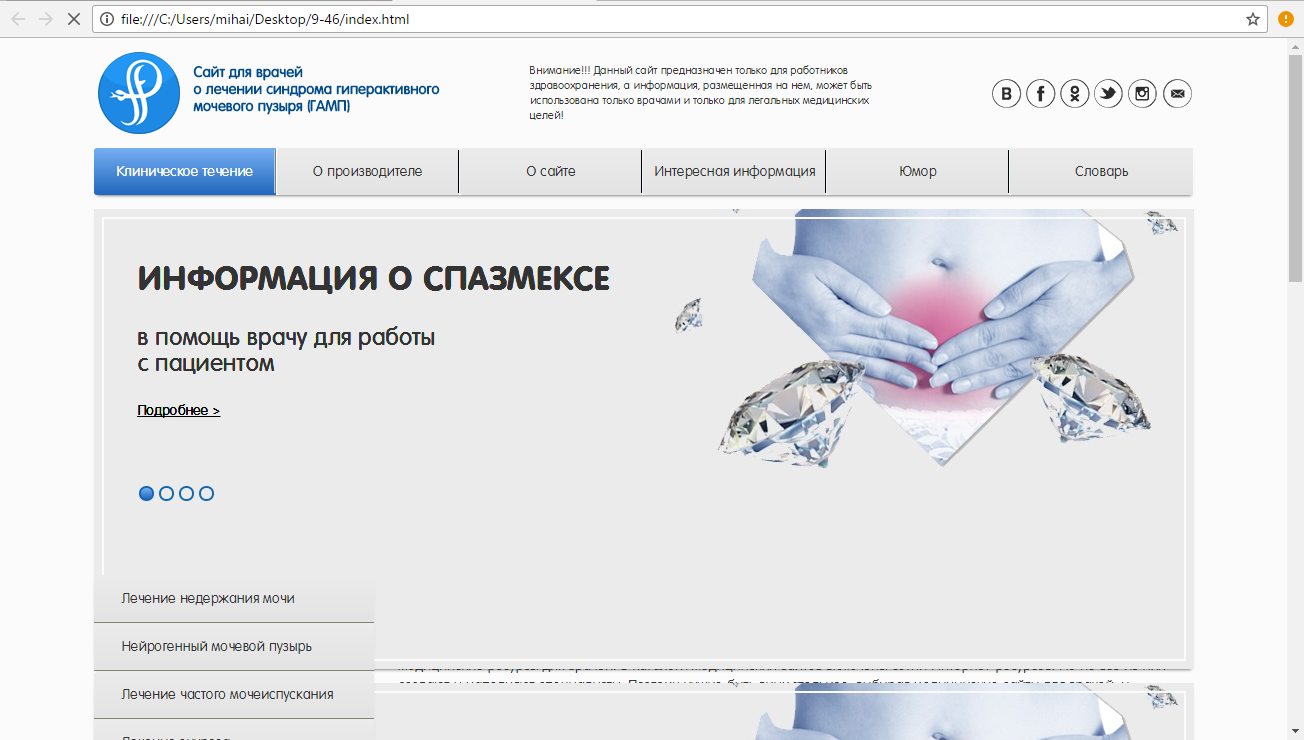 file:///C:/Users/mihai/Desktop/9-46/index.html
Сайт для врачей
о лечении синдрома гиперактивного
мочевого пузыря (ГАМП)
Внимание!!! Данный сайт предназначен только для работников
здравоохранения, а информация, размещенная на нем, может быть
использована только врачами и только для легальных медицинских
целей!
Клиническое течение
О производителе
О сайте
Интересная информация
Юмор
Словарь
ИНФОРМАЦИЯ О СПАЗМЕКСЕ
в помощь врачу для работы
с пациентом
Подробнее >
Лечение недержания мочи
Нейрогенный мочевой пузырь
Лечение частого мочеиспускания